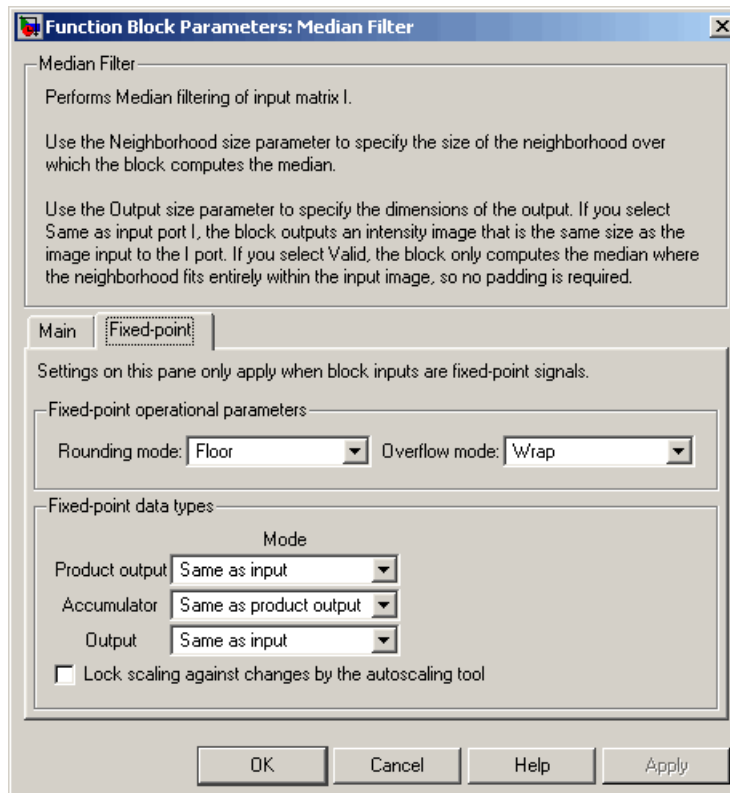 Function Block Parameters: Median Filter
Median Filter
Performs Median filtering of input matrix I.
Use the Neighborhood size parameter to specify the size of the neighborhood over
which the block computes the median.
Use the Output size parameter to specify the dimensions of the output. If you select
Same as input port I, the block outputs an intensity image that is the same size as the
image input to the I port. If you select Valid, the block only computes the median where
the neighborhood fits entirely within the input image, so no padding is required.
Main Fixed-point
Settings on this pane only apply when block inputs are fixed-point signals.
Fixed-point operational parameters
Rounding mode: Floor Overflow mode: Wrap
Fixed-point data types
Mode
Product output Same as input
Accumulator Same as product output
Output Same as input
Lock scaling against changes by the autoscaling tool
OK Cancel Help Apply